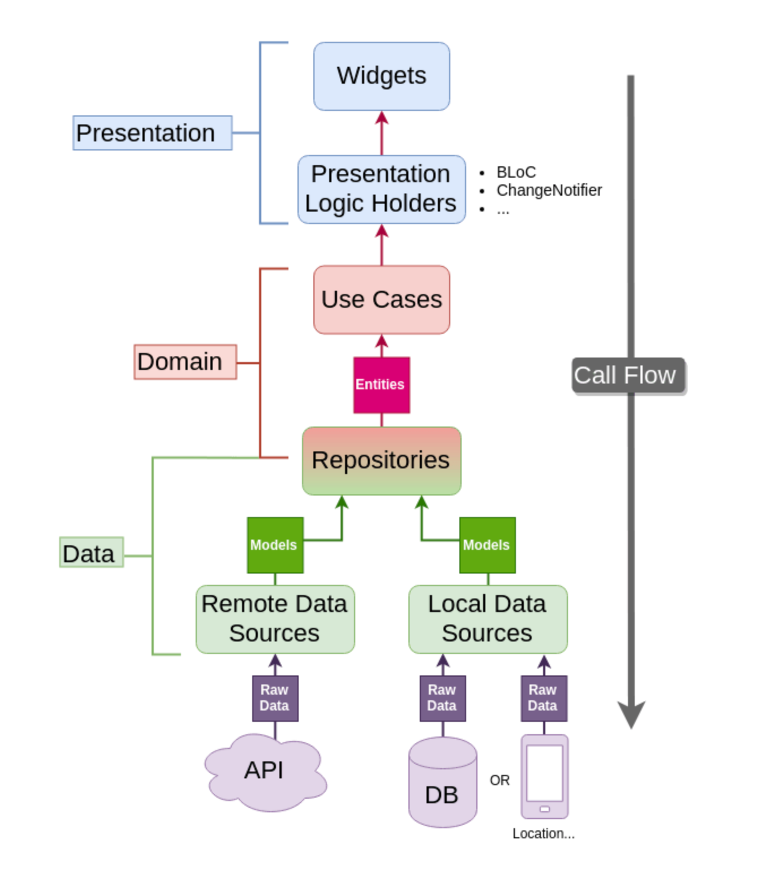 Widgets
Presentation
Presentation
Logic Holders
• BLoC
• ChangeNotifier
• ...
Use Cases
Domain
Call Flow
Entities
Repositories
Data
Models
Models
Remote Data
Sources
Local Data
Sources
Raw
Data
Raw
Data
Raw
Data
API
DB
OR
Location...